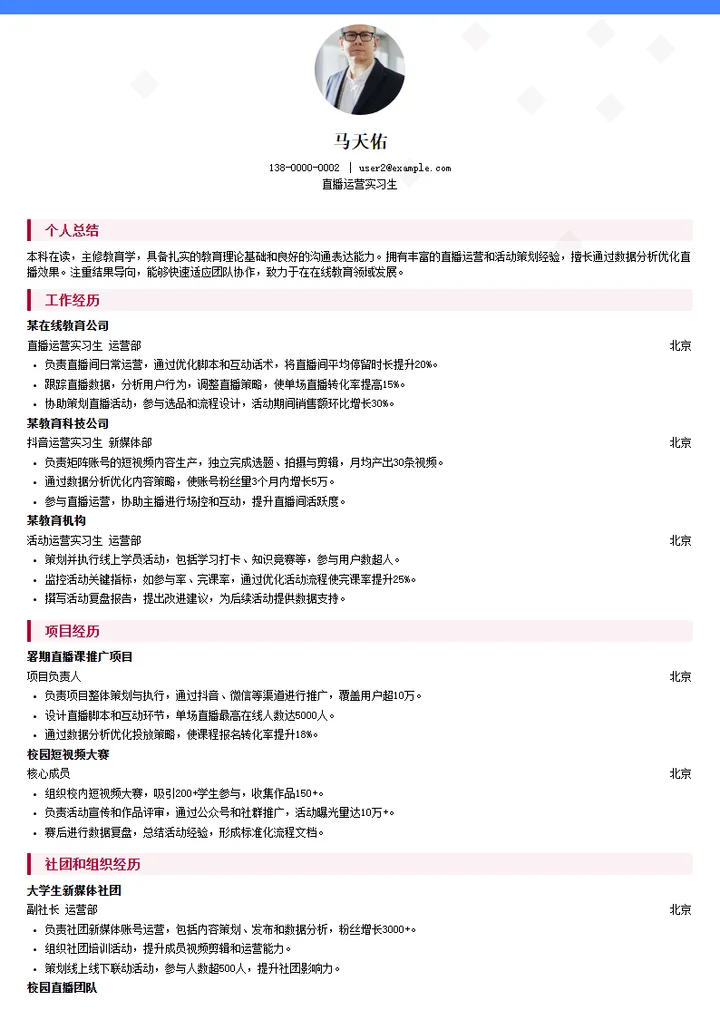 马天佑
138-0000-0002 | user2@example.com
直播运营实习生
个人总结
本科在读，主修教育学，具备扎实的教育理论基础和良好的沟通表达能力。拥有丰富的直播运营和活动策划经验，擅长通过数据分析优化直
播效果。注重结果导向，能够快速适应团队协作，致力于在在线教育领域发展。
工作经历
某在线教育公司
直播运营实习生 运营部 北京
• 负责直播间日常运营，通过优化脚本和互动话术，将直播间平均停留时长提升20%。
• 跟踪直播数据，分析用户行为，调整直播策略，使单场直播转化率提高15%。
• 协助策划直播活动，参与选品和流程设计，活动期间销售额环比增长30%。
某教育科技公司
抖音运营实习生 新媒体部 北京
• 负责矩阵账号的短视频内容生产，独立完成选题、拍摄与剪辑，月均产出30条视频。
• 通过数据分析优化内容策略，使账号粉丝量3个月内增长5万。
• 参与直播运营，协助主播进行场控和互动，提升直播间活跃度。
某教育机构
活动运营实习生 运营部 北京
• 策划并执行线上学员活动，包括学习打卡、知识竞赛等，参与用户数超千人。
• 监控活动关键指标，如参与率、完课率，通过优化活动流程使完课率提升25%。
• 撰写活动复盘报告，提出改进建议，为后续活动提供数据支持。
项目经历
暑期直播课推广项目
项目负责人 北京
• 负责项目整体策划与执行，通过抖音、微信等渠道进行推广，覆盖用户超10万。
• 设计直播脚本和互动环节，单场直播最高在线人数达5000人。
• 通过数据分析优化投放策略，使课程报名转化率提升18%。
校园短视频大赛
核心成员 北京
• 组织校内短视频大赛，吸引200+学生参与，收集作品150+。
• 负责活动宣传和作品评审，通过公众号和社群推广，活动曝光量达10万+。
• 赛后进行数据复盘，总结活动经验，形成标准化流程文档。
社团和组织经历
大学生新媒体社团
副社长 运营部 北京
• 负责社团新媒体账号运营，包括内容策划、发布和数据分析，粉丝增长3000+。
• 组织社团培训活动，提升成员视频剪辑和运营能力。
• 策划线上线下联动活动，参与人数超500人，提升社团影响力。
校园直播团队